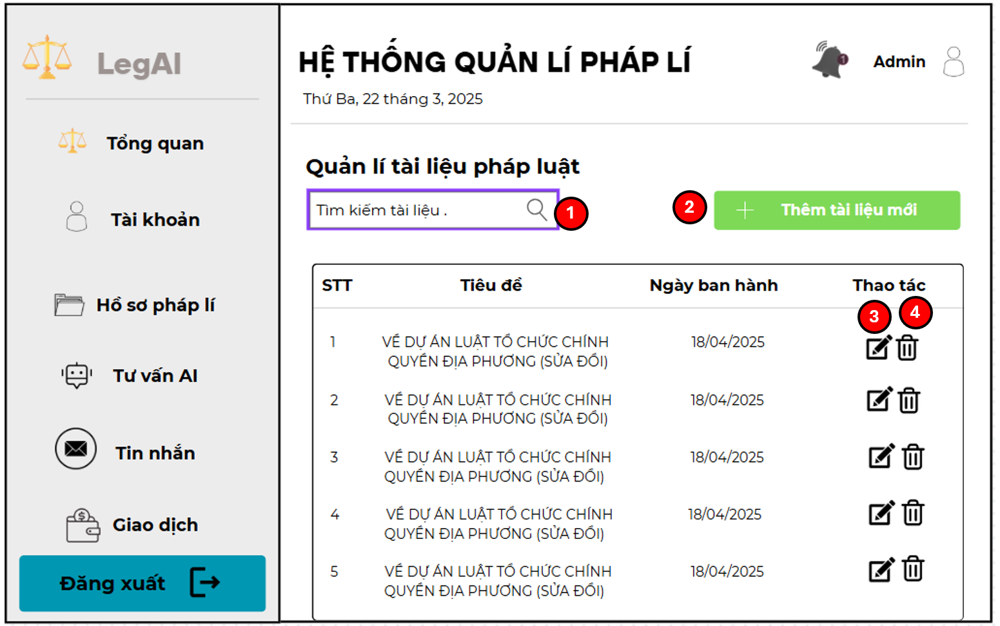 LegAI
Tổng quan
Tài khoản
Hồ sơ pháp lí
Tư vấn AI
Tin nhắn
Giao dịch
Đăng xuất
HỆ THỐNG QUẢN LÍ PHÁP LÍ
Thứ Ba, 22 tháng 3, 2025
1
Admin
Quản lí tài liệu pháp luật
Tìm kiếm tài liệu .
1
2
Thêm tài liệu mới
STT Tiêu đề Ngày ban hành Thao tác
3 4
1 VỀ DỰ ÁN LUẬT TỔ CHỨC CHÍNH 18/04/2025
QUYỀN ĐỊA PHƯƠNG (SỬA ĐỔI)
2 VỀ DỰ ÁN LUẬT TỔ CHỨC CHÍNH 18/04/2025
QUYỀN ĐỊA PHƯƠNG (SỬA ĐỔI)
3 VỀ DỰ ÁN LUẬT TỔ CHỨC CHÍNH 18/04/2025
QUYỀN ĐỊA PHƯƠNG (SỬA ĐỔI)
4 VỀ DỰ ÁN LUẬT TỔ CHỨC CHÍNH 18/04/2025
QUYỀN ĐỊA PHƯƠNG (SỬA ĐỔI)
5 VỀ DỰ ÁN LUẬT TỔ CHỨC CHÍNH 18/04/2025
QUYỀN ĐỊA PHƯƠNG (SỬA ĐỔI)